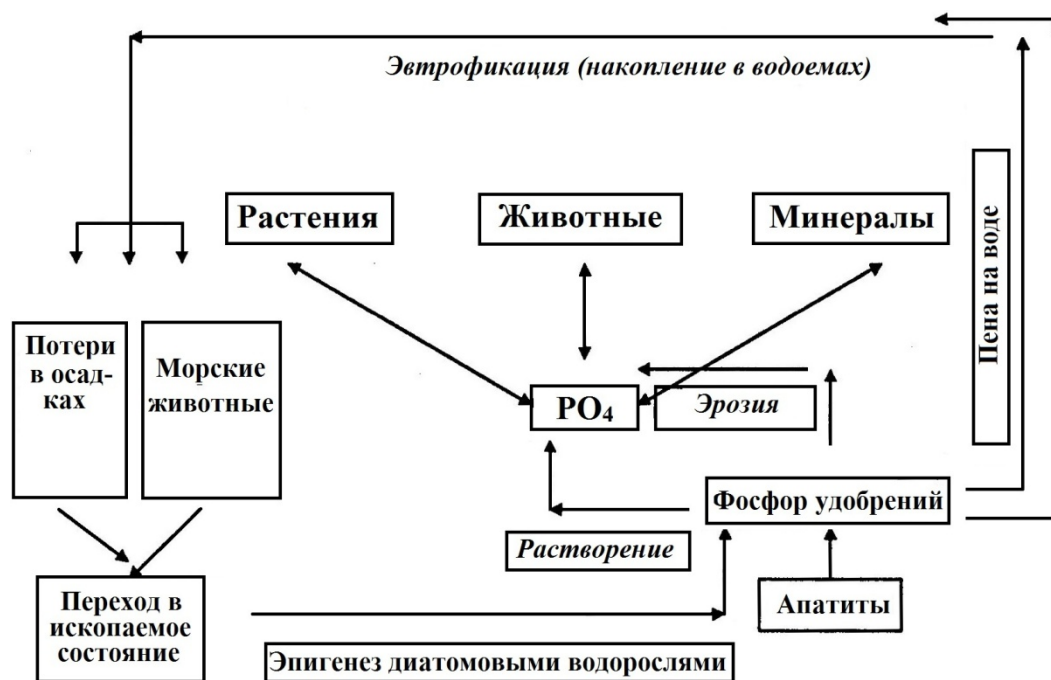 Эвтрофикация (накопление в водоемах)
Растения
Животные
Минералы
Пена на воде
Потери
в осад-
ках
Морские
животные
PO₄
Эрозия
Фосфор удобрений
Растворение
Апатиты
Переход в
ископаемое
состояние
Эпигенез диатомовыми водорослями